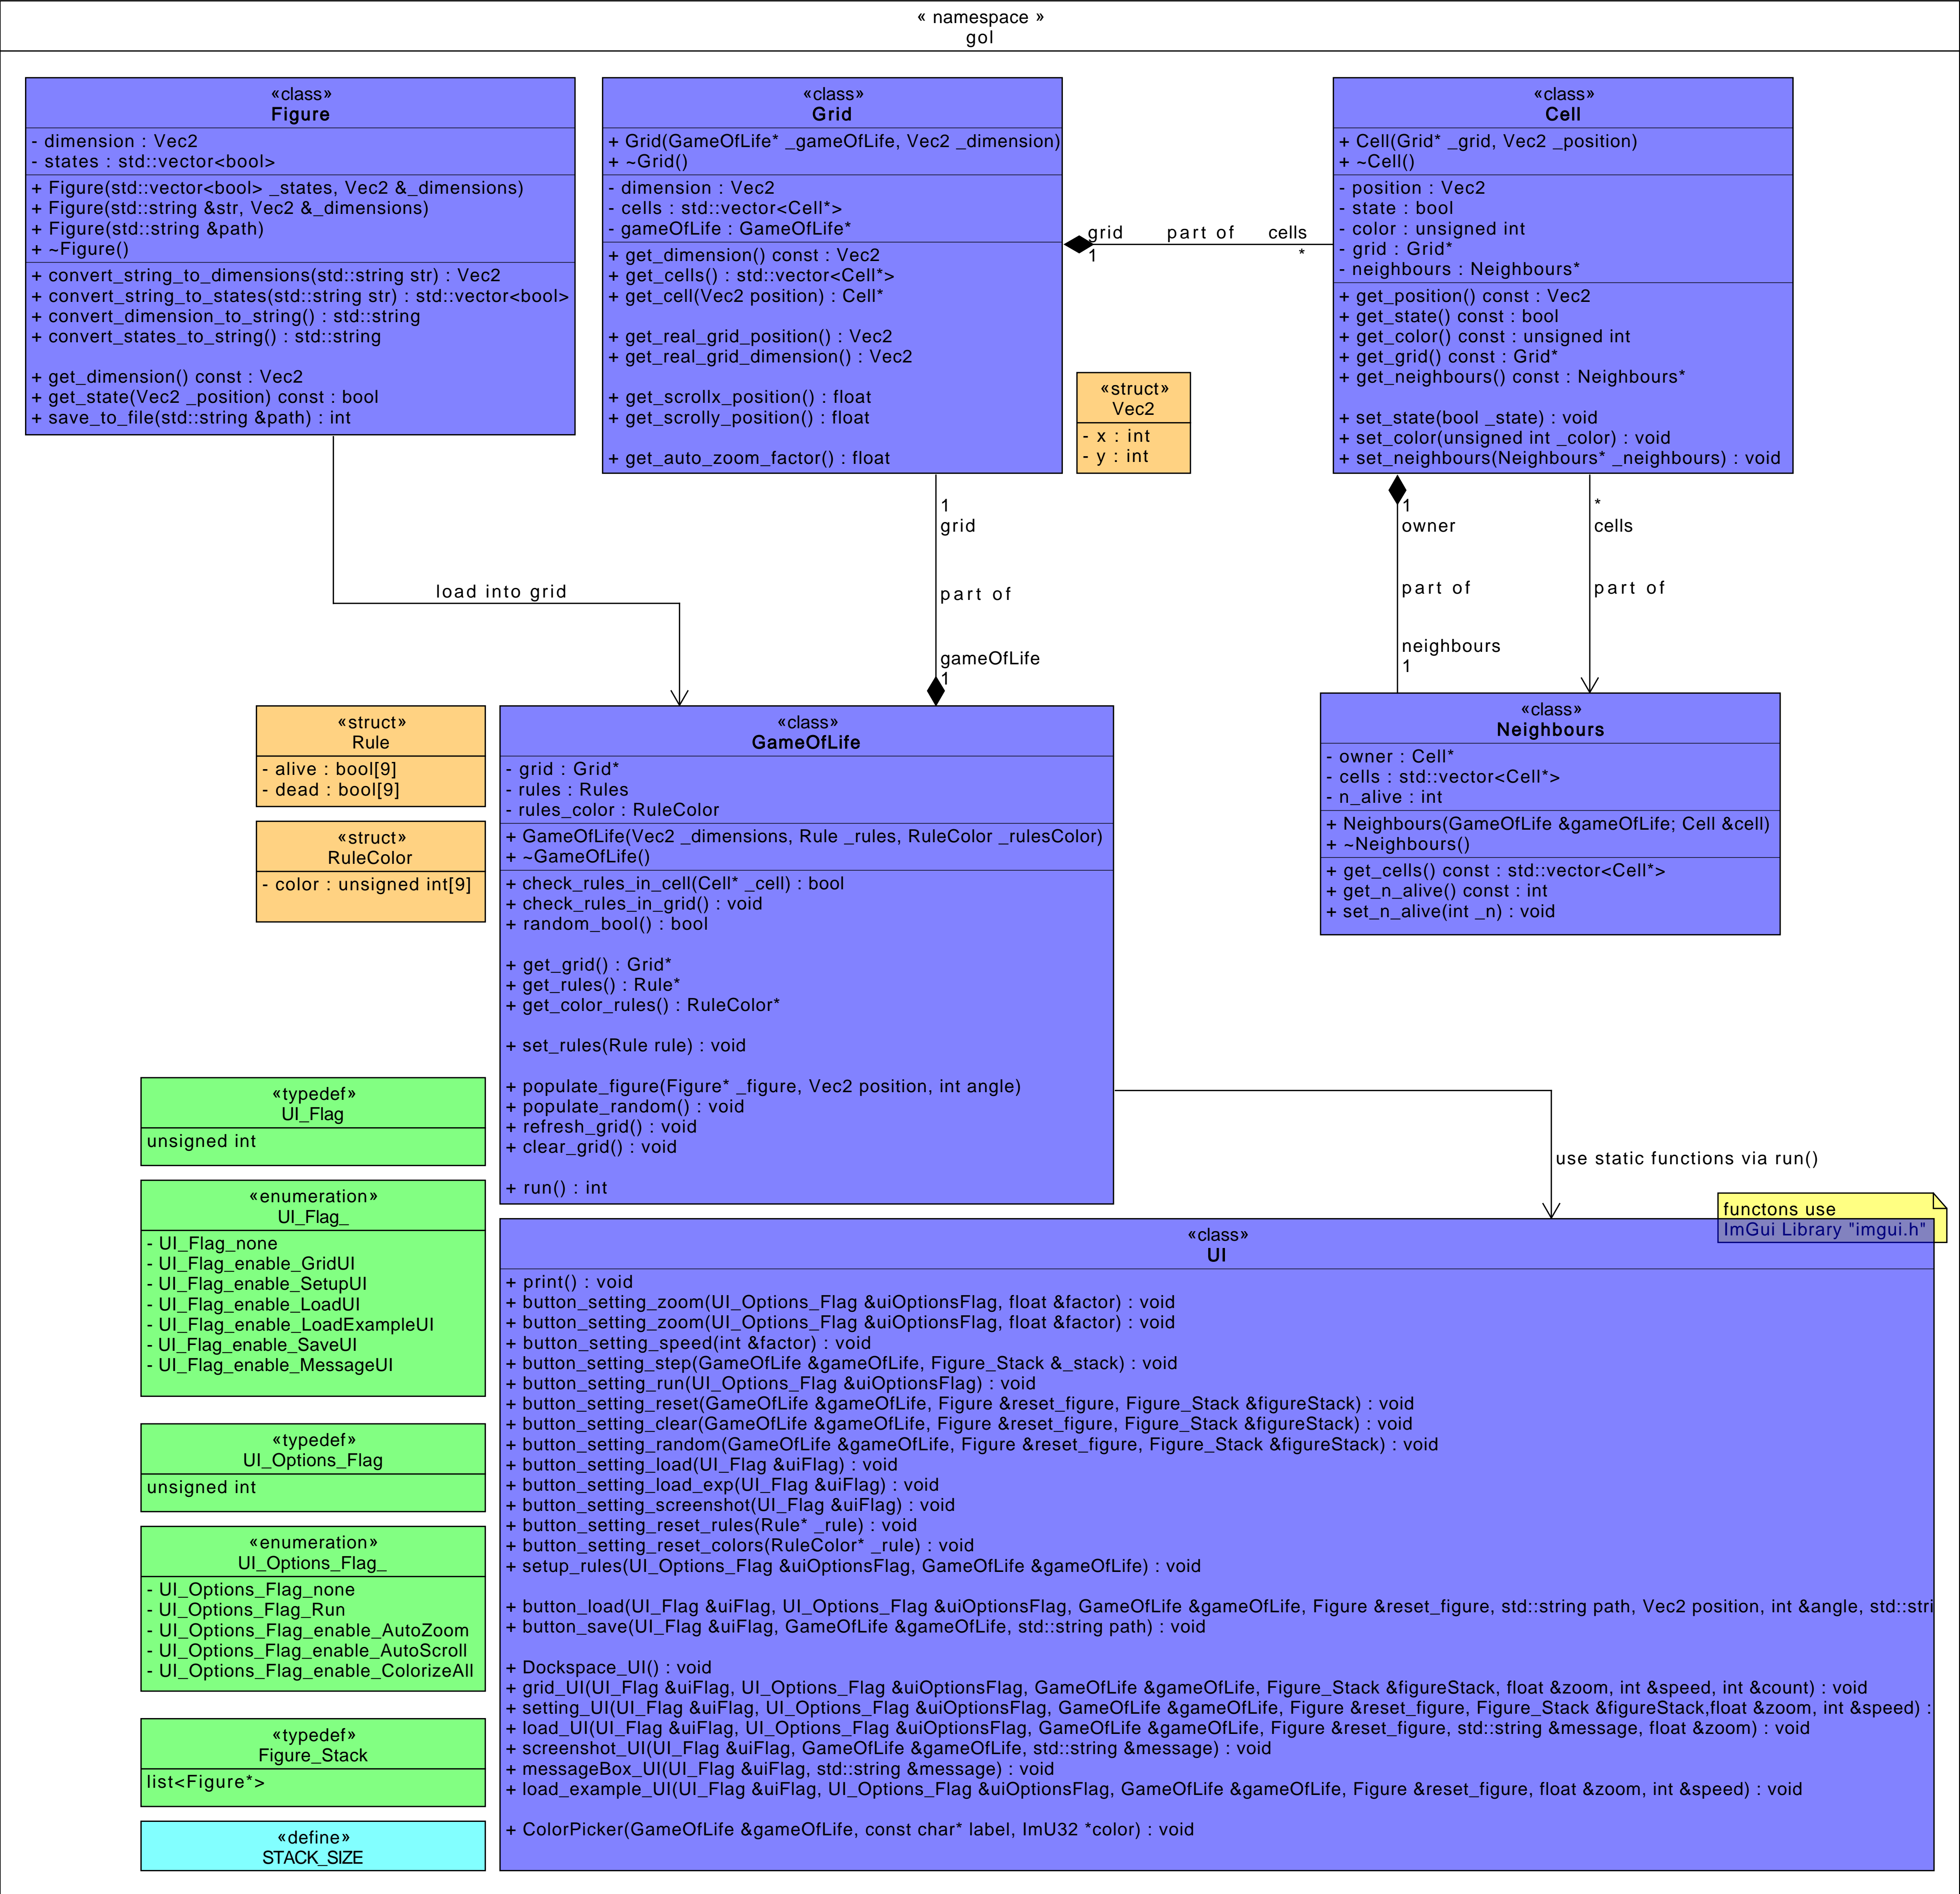 « namespace »
gol
«class»
Figure
- dimension : Vec2
- states : std::vector<bool>
+ Figure(std::vector<bool> _states, Vec2 &_dimensions)
+ Figure(std::string &str, Vec2 &_dimensions)
+ Figure(std::string &path)
+ ~Figure()
+ convert_string_to_dimensions(std::string str) : Vec2
+ convert_string_to_states(std::string str) : std::vector<bool>
+ convert_dimension_to_string() : std::string
+ convert_states_to_string() : std::string
+ get_dimension() const : Vec2
+ get_state(Vec2 _position) const : bool
+ save_to_file(std::string &path) : int
«class»
Grid
+ Grid(GameOfLife* _gameOfLife, Vec2 _dimension)
+ ~Grid()
- dimension : Vec2
- cells : std::vector<Cell*>
- gameOfLife : GameOfLife*
+ get_dimension() const : Vec2
+ get_cells() : std::vector<Cell*>
+ get_cell(Vec2 position) : Cell*
+ get_real_grid_position() : Vec2
+ get_real_grid_dimension() : Vec2
+ get_scrollx_position() : float
+ get_scrolly_position() : float
+ get_auto_zoom_factor() : float
grid part of cells
1 *
«struct»
Vec2
- x : int
- y : int
«class»
Cell
+ Cell(Grid* _grid, Vec2 _position)
+ ~Cell()
- position : Vec2
- state : bool
- color : unsigned int
- grid : Grid*
- neighbours : Neighbours*
+ get_position() const : Vec2
+ get_state() const : bool
+ get_color() const : unsigned int
+ get_grid() const : Grid*
+ get_neighbours() const : Neighbours*
+ set_state(bool _state) : void
+ set_color(unsigned int _color) : void
+ set_neighbours(Neighbours* _neighbours) : void
load into grid
1
grid
part of
gameOfLife
1
1
owner
part of
neighbours
1
*
cells
part of
«struct»
Rule
- alive : bool[9]
- dead : bool[9]
«struct»
RuleColor
- color : unsigned int[9]
«class»
GameOfLife
- grid : Grid*
- rules : Rules
- rules_color : RuleColor
+ GameOfLife(Vec2 _dimensions, Rule _rules, RuleColor _rulesColor)
+ ~GameOfLife()
+ check_rules_in_cell(Cell* _cell) : bool
+ check_rules_in_grid() : void
+ random_bool() : bool
+ get_grid() : Grid*
+ get_rules() : Rule*
+ get_color_rules() : RuleColor*
+ set_rules(Rule rule) : void
+ populate_figure(Figure* _figure, Vec2 position, int angle)
+ populate_random() : void
+ refresh_grid() : void
+ clear_grid() : void
+ run() : int
«class»
Neighbours
- owner : Cell*
- cells : std::vector<Cell*>
- n_alive : int
+ Neighbours(GameOfLife &gameOfLife; Cell &cell)
+ ~Neighbours()
+ get_cells() const : std::vector<Cell*>
+ get_n_alive() const : int
+ set_n_alive(int _n) : void
use static functions via run()
functons use
ImGui Library "imgui.h"
«typedef»
UI_Flag
unsigned int
«enumeration»
UI_Flag_
- UI_Flag_none
- UI_Flag_enable_GridUI
- UI_Flag_enable_SetupUI
- UI_Flag_enable_LoadUI
- UI_Flag_enable_LoadExampleUI
- UI_Flag_enable_SaveUI
- UI_Flag_enable_MessageUI
«typedef»
UI_Options_Flag
unsigned int
«enumeration»
UI_Options_Flag_
- UI_Options_Flag_none
- UI_Options_Flag_Run
- UI_Options_Flag_enable_AutoZoom
- UI_Options_Flag_enable_AutoScroll
- UI_Options_Flag_enable_ColorizeAll
«typedef»
Figure_Stack
list<Figure*>
«define»
STACK_SIZE
«class»
UI
+ print() : void
+ button_setting_zoom(UI_Options_Flag &uiOptionsFlag, float &factor) : void
+ button_setting_zoom(UI_Options_Flag &uiOptionsFlag, float &factor) : void
+ button_setting_speed(int &factor) : void
+ button_setting_step(GameOfLife &gameOfLife, Figure_Stack &_stack) : void
+ button_setting_run(UI_Options_Flag &uiOptionsFlag) : void
+ button_setting_reset(GameOfLife &gameOfLife, Figure &reset_figure, Figure_Stack &figureStack) : void
+ button_setting_clear(GameOfLife &gameOfLife, Figure &reset_figure, Figure_Stack &figureStack) : void
+ button_setting_random(GameOfLife &gameOfLife, Figure &reset_figure, Figure_Stack &figureStack) : void
+ button_setting_load(UI_Flag &uiFlag) : void
+ button_setting_load_exp(UI_Flag &uiFlag) : void
+ button_setting_screenshot(UI_Flag &uiFlag) : void
+ button_setting_reset_rules(Rule* _rule) : void
+ button_setting_reset_colors(RuleColor* _rule) : void
+ setup_rules(UI_Options_Flag &uiOptionsFlag, GameOfLife &gameOfLife) : void
+ button_load(UI_Flag &uiFlag, UI_Options_Flag &uiOptionsFlag, GameOfLife &gameOfLife, Figure &reset_figure, std::string path, Vec2 position, int &angle, std::stri
+ button_save(UI_Flag &uiFlag, GameOfLife &gameOfLife, std::string path) : void
+ Dockspace_UI() : void
+ grid_UI(UI_Flag &uiFlag, UI_Options_Flag &uiOptionsFlag, GameOfLife &gameOfLife, Figure_Stack &figureStack, float &zoom, int &speed, int &count) : void
+ setting_UI(UI_Flag &uiFlag, UI_Options_Flag &uiOptionsFlag, GameOfLife &gameOfLife, Figure &reset_figure, Figure_Stack &figureStack,float &zoom, int &speed) :
+ load_UI(UI_Flag &uiFlag, UI_Options_Flag &uiOptionsFlag, GameOfLife &gameOfLife, Figure &reset_figure, std::string &message, float &zoom) : void
+ screenshot_UI(UI_Flag &uiFlag, GameOfLife &gameOfLife, std::string &message) : void
+ messageBox_UI(UI_Flag &uiFlag, std::string &message) : void
+ load_example_UI(UI_Flag &uiFlag, UI_Options_Flag &uiOptionsFlag, GameOfLife &gameOfLife, Figure &reset_figure, float &zoom, int &speed) : void
+ ColorPicker(GameOfLife &gameOfLife, const char* label, ImU32 *color) : void